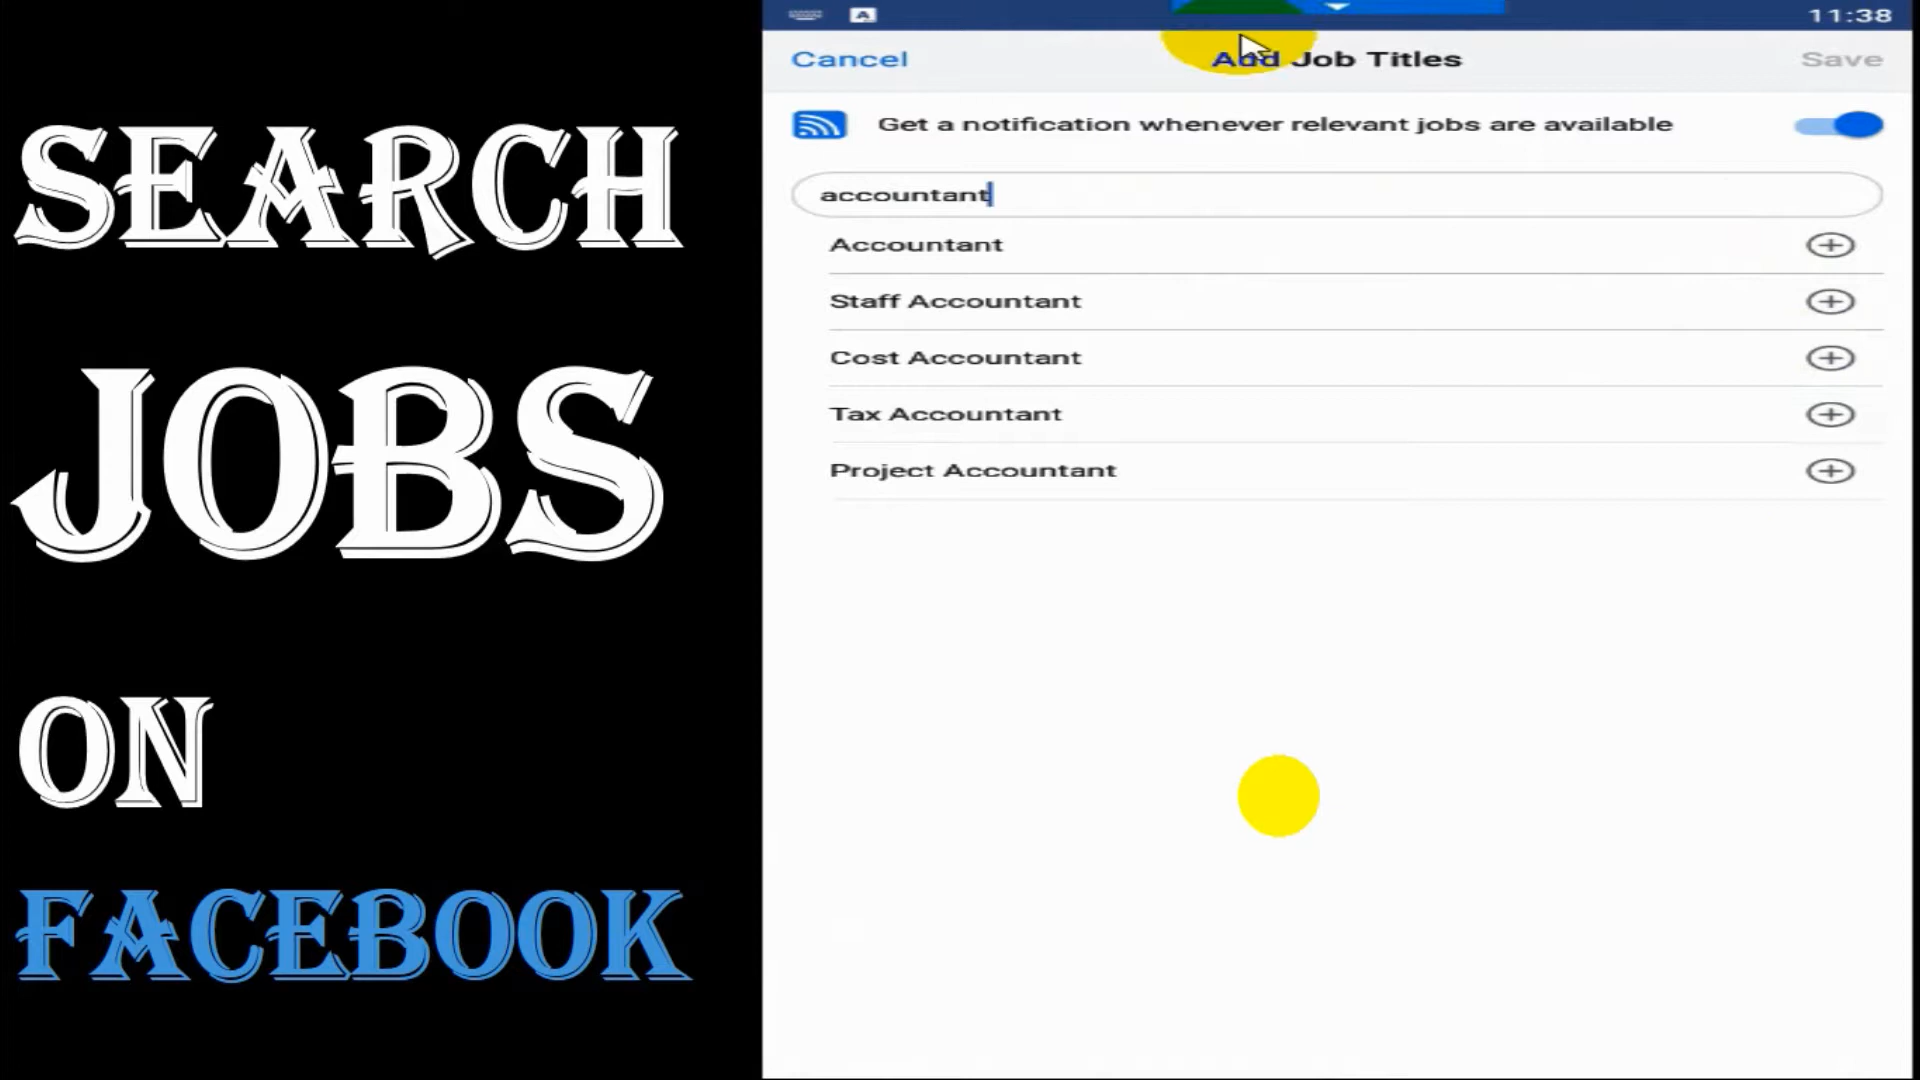 SEARCH
JOBS
ON
FACEBOOK
A
11:38
Cancel
Add Job Titles
Save
Get a notification whenever relevant jobs are available
accountant
Accountant
Staff Accountant
Cost Accountant
Tax Accountant
Project Accountant